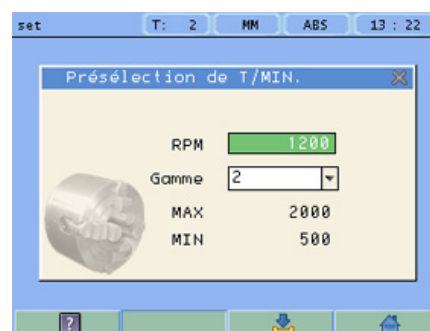 set T: 2 MM ABS 13 : 22
Présélection de T/MIN.
RPM 1200
Gamme 2
MAX 2000
MIN 500
?